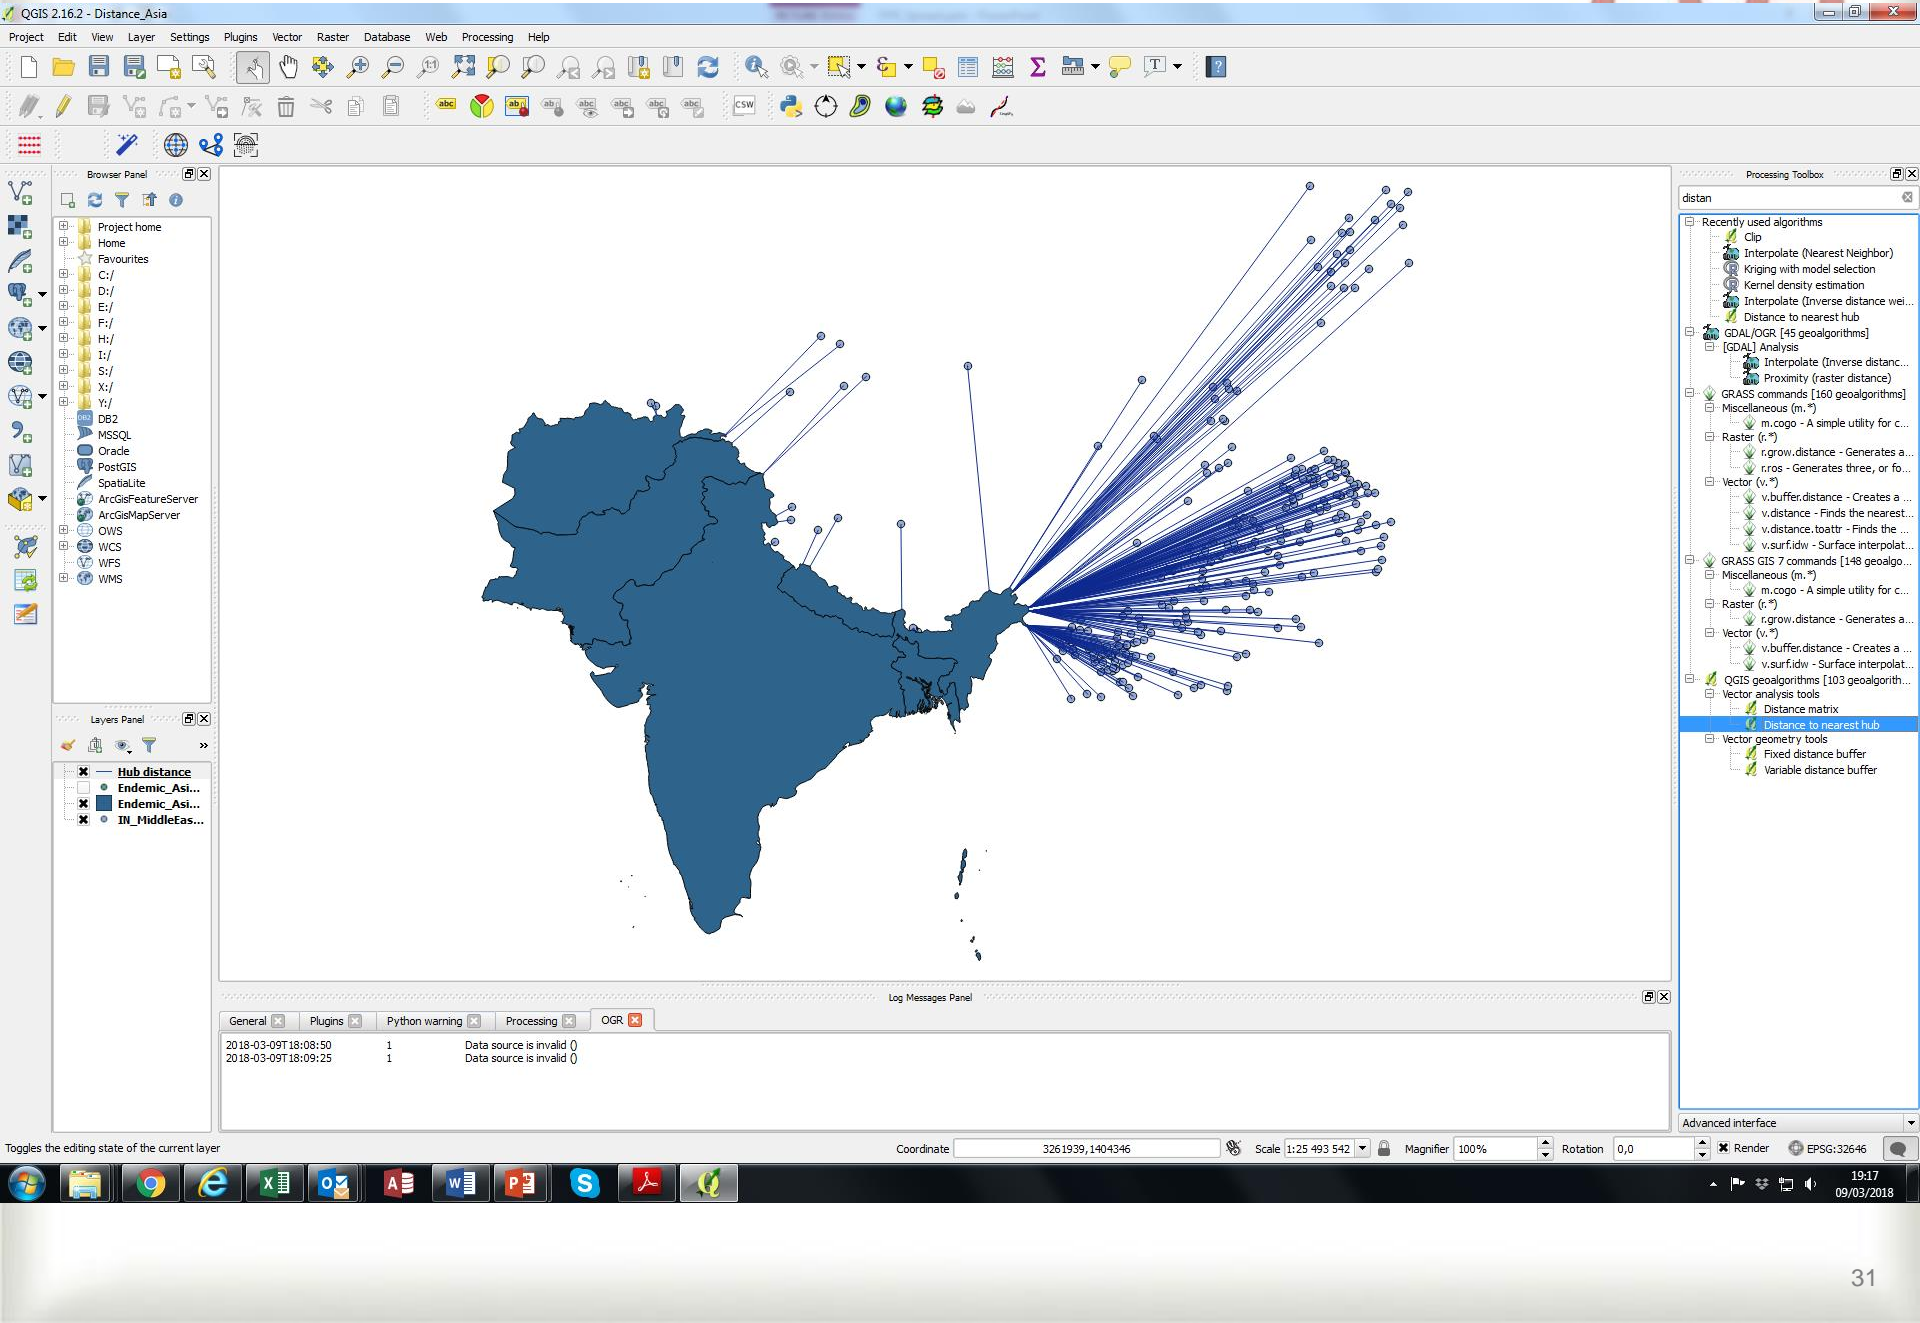 QGIS 2.16.2 - Distance_Asia
Project Edit View Layer Settings Plugins Vector Raster Database Web Processing Help
CSW
Browser Panel
Project home
Home
Favourites
C:/
D:/
E:/
F:/
H:/
I:/
S:/
X:/
Y:/
DB2
MSSQL
Oracle
PostGIS
SpatiaLite
ArcGisFeatureServer
ArcGisMapServer
OWS
WCS
WFS
WMS
Layers Panel
»
Hub distance
Endemic_Asi...
Endemic_Asi...
IN_MiddleEas...
Processing Toolbox
distan
Recently used algorithms
Clip
Interpolate (Nearest Neighbor)
Kriging with model selection
Kernel density estimation
Interpolate (Inverse distance wei...
Distance to nearest hub
GDAL/OGR [45 geoalgorithms]
[GDAL] Analysis
Interpolate (Inverse distanc...
Proximity (raster distance)
GRASS commands [160 geoalgorithms]
Miscellaneous (m.*)
m.cogo - A simple utility for c...
Raster (r.*)
r.grow.distance - Generates a...
r.ros - Generates three, or fo...
Vector (v.*)
v.buffer.distance - Creates a ...
v.distance - Finds the nearest...
v.distance.toattr - Finds the ...
v.surf.idw - Surface interpolat...
GRASS GIS 7 commands [148 geoalgo...
Miscellaneous (m.*)
m.cogo - A simple utility for c...
Raster (r.*)
r.grow.distance - Generates a...
Vector (v.*)
v.buffer.distance - Creates a ...
v.surf.idw - Surface interpolat...
QGIS geoalgorithms [103 geoalgorith...
Vector analysis tools
Distance matrix
Distance to nearest hub
Vector geometry tools
Fixed distance buffer
Variable distance buffer
Advanced interface
Log Messages Panel
General Plugins Python warning Processing OGR
2018-03-09T18:08:50 1 Data source is invalid ()
2018-03-09T18:09:25 1 Data source is invalid ()
Toggles the editing state of the current layer
Coordinate 3261939,1404346 Scale 1:25 493 542 Magnifier 100% Rotation 0,0 Render EPSG:32646
19:17
09/03/2018
31